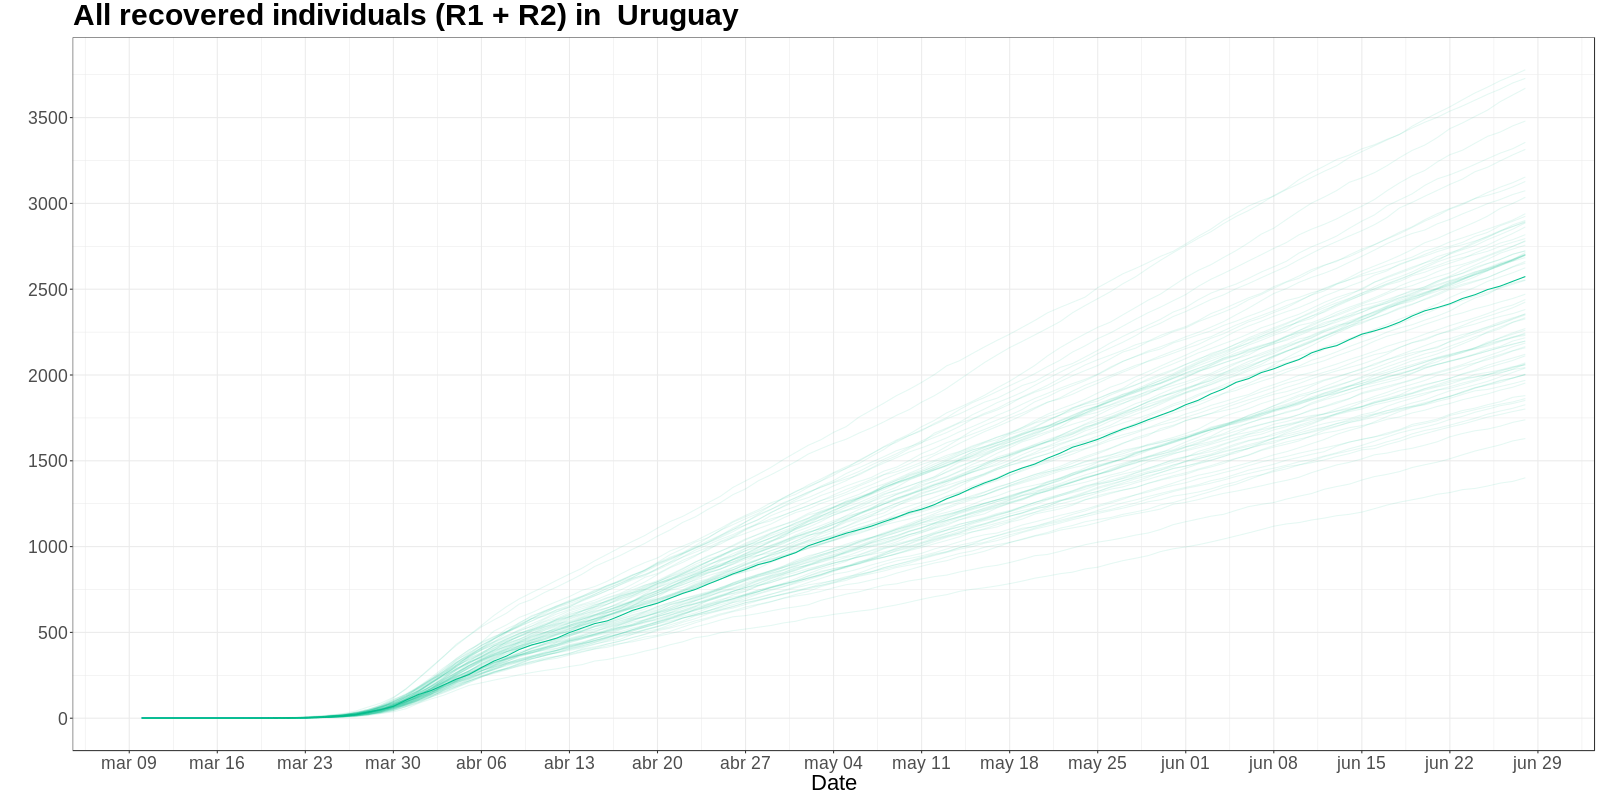 All recovered individuals (R1 + R2) in  Uruguay
3500
3000
2500
2000
1500
1000
500
0
mar 09 mar 16 mar 23 mar 30 abr 06 abr 13 abr 20 abr 27 may 04 may 11 may 18 may 25 jun 01 jun 08 jun 15 jun 22 jun 29
Date